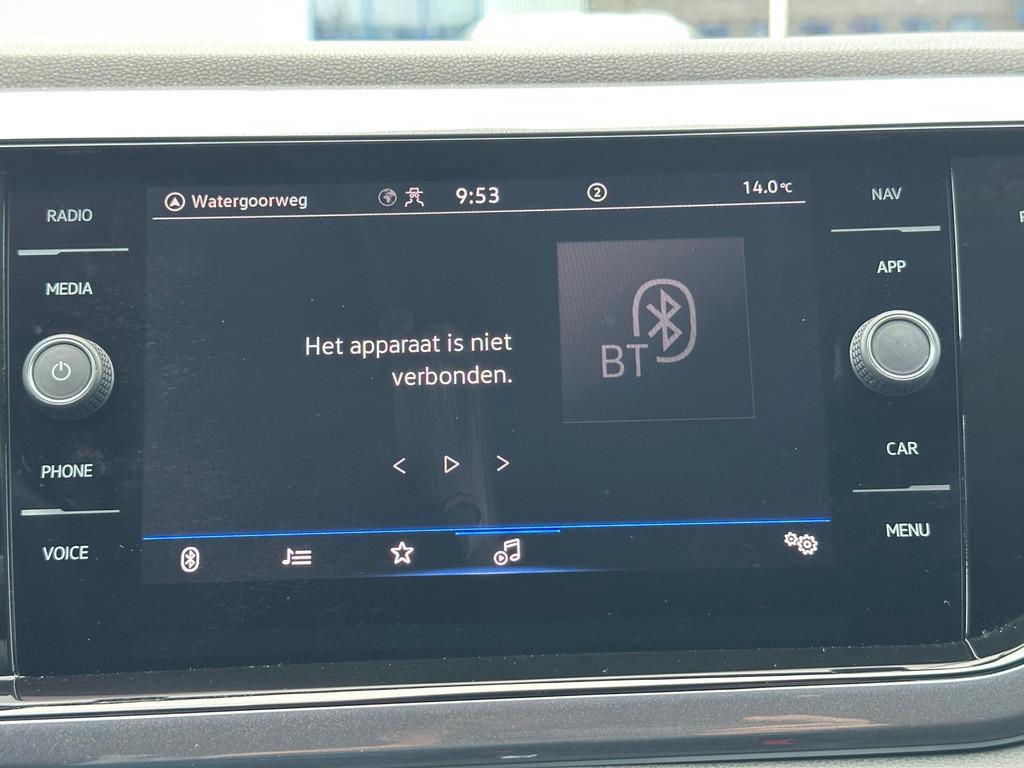 RADIO
MEDIA
PHONE
VOICE
Watergoorweg
9:53
2
14.0°C
Het apparaat is niet
verbonden.
BT
NAV
APP
CAR
MENU